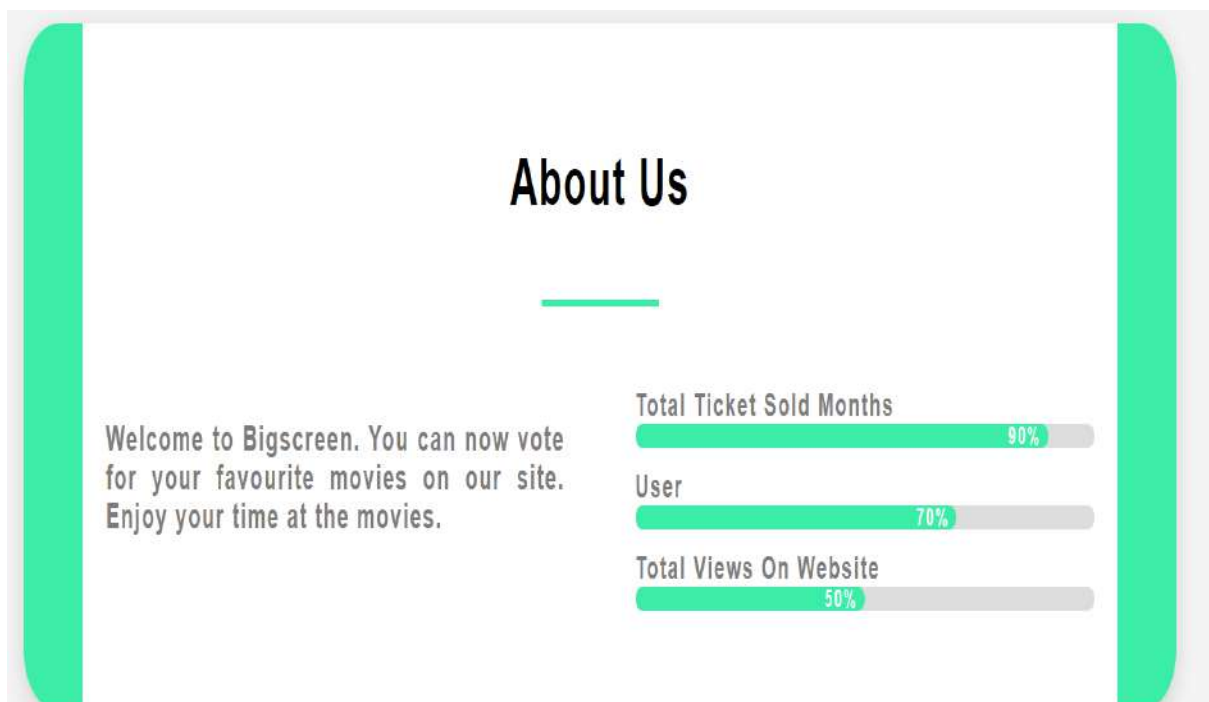 About Us
Welcome to Bigscreen. You can now vote
for your favourite movies on our site.
Enjoy your time at the movies.
Total Ticket Sold Months
90%
User
70%
Total Views On Website
50%